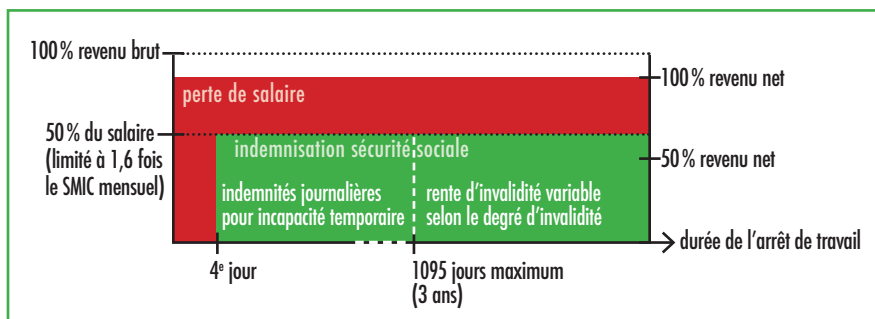 100 % revenu brut
100 % revenu net
perte de salaire
50 % du salaire
(limité à 1,6 fois
le SMIC mensuel)
indemnisation sécurité sociale
50 % revenu net
indemnités journalières
pour incapacité temporaire
rente d’invalidité variable
selon le degré d’invalidité
durée de l’arrêt de travail
4e jour
1095 jours maximum
(3 ans)